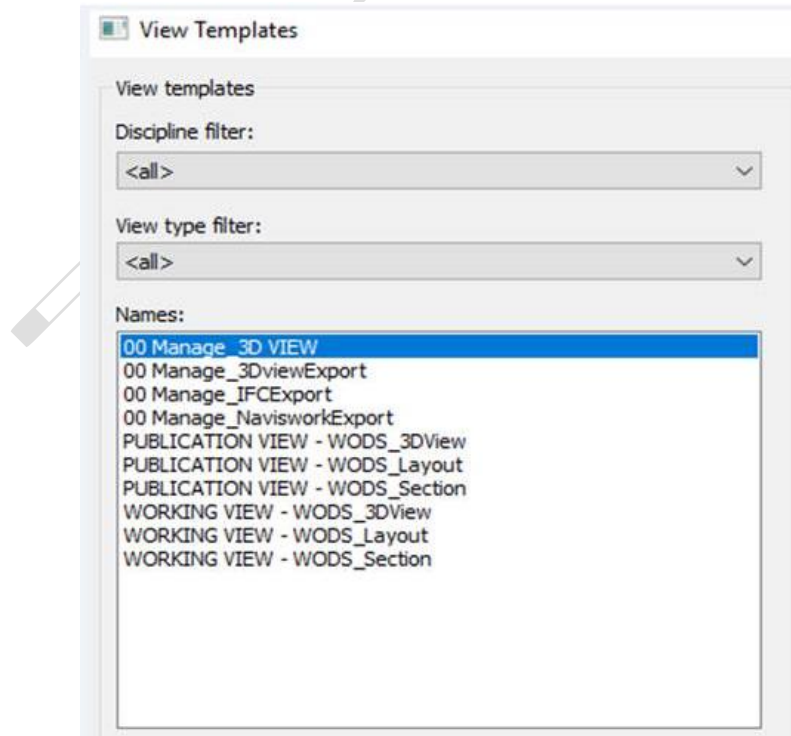 View Templates
View templates
Discipline filter:
<all>
View type filter:
<all>
Names:
00 Manage_3D VIEW
00 Manage_3DviewExport
00 Manage_IFCExport
00 Manage_NavisworkExport
PUBLICATION VIEW - WODS_3DView
PUBLICATION VIEW - WODS_Layout
PUBLICATION VIEW - WODS_Section
WORKING VIEW - WODS_3DView
WORKING VIEW - WODS_Layout
WORKING VIEW - WODS_Section